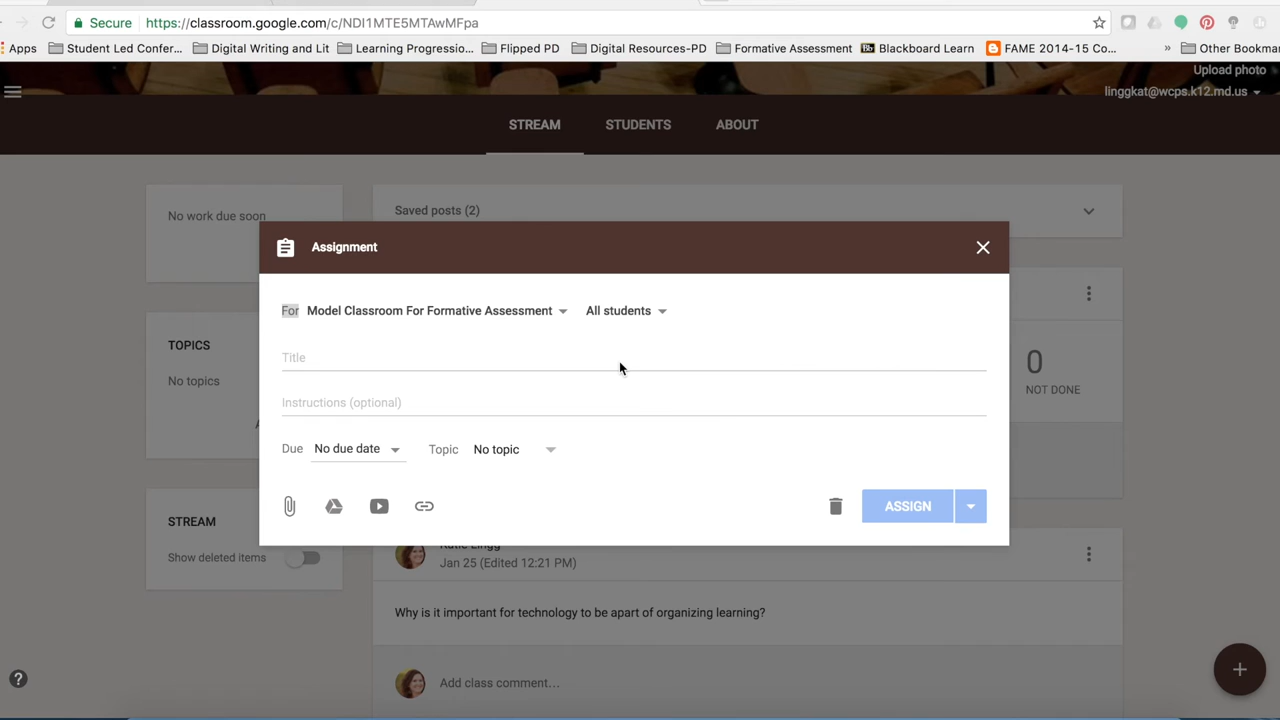 Secure https://classroom.google.com/c/NDI1MTE5MTAwMFpa
Apps Student Led Confer... Digital Writing and Lit Learning Progressio... Flipped PD Digital Resources-PD Formative Assessment Bb Blackboard Learn FAME 2014-15 Co... » Other Bookmar
Upload photo
linggkat@wcps.k12.md.us
STREAM STUDENTS ABOUT
No work due soon
Saved posts (2)
Assignment
For Model Classroom For Formative Assessment All students
TOPICS
No topics
Title
0
NOT DONE
Instructions (optional)
Due No due date Topic No topic
ASSIGN
STREAM
Show deleted items
Katie Lingg
Jan 25 (Edited 12:21 PM)
Why is it important for technology to be apart of organizing learning?
Add class comment…